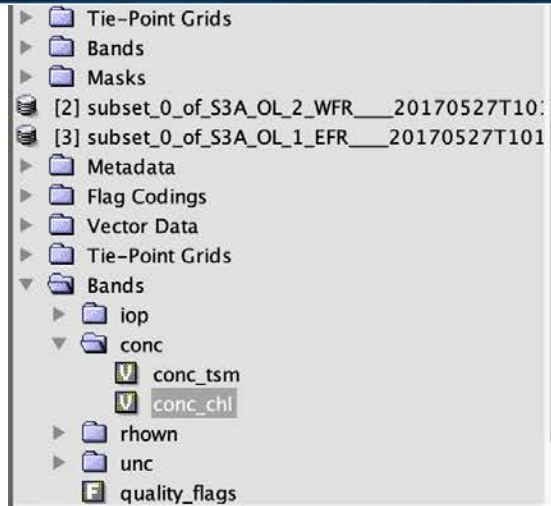 Tie-Point Grids
Bands
Masks
[2] subset_0_of_S3A_OL_2_WFR____20170527T10
[3] subset_0_of_S3A_OL_1_EFR____20170527T101
Metadata
Flag Codings
Vector Data
Tie-Point Grids
Bands
iop
conc
V conc_tsm
V conc_chl
rhown
unc
F quality_flags